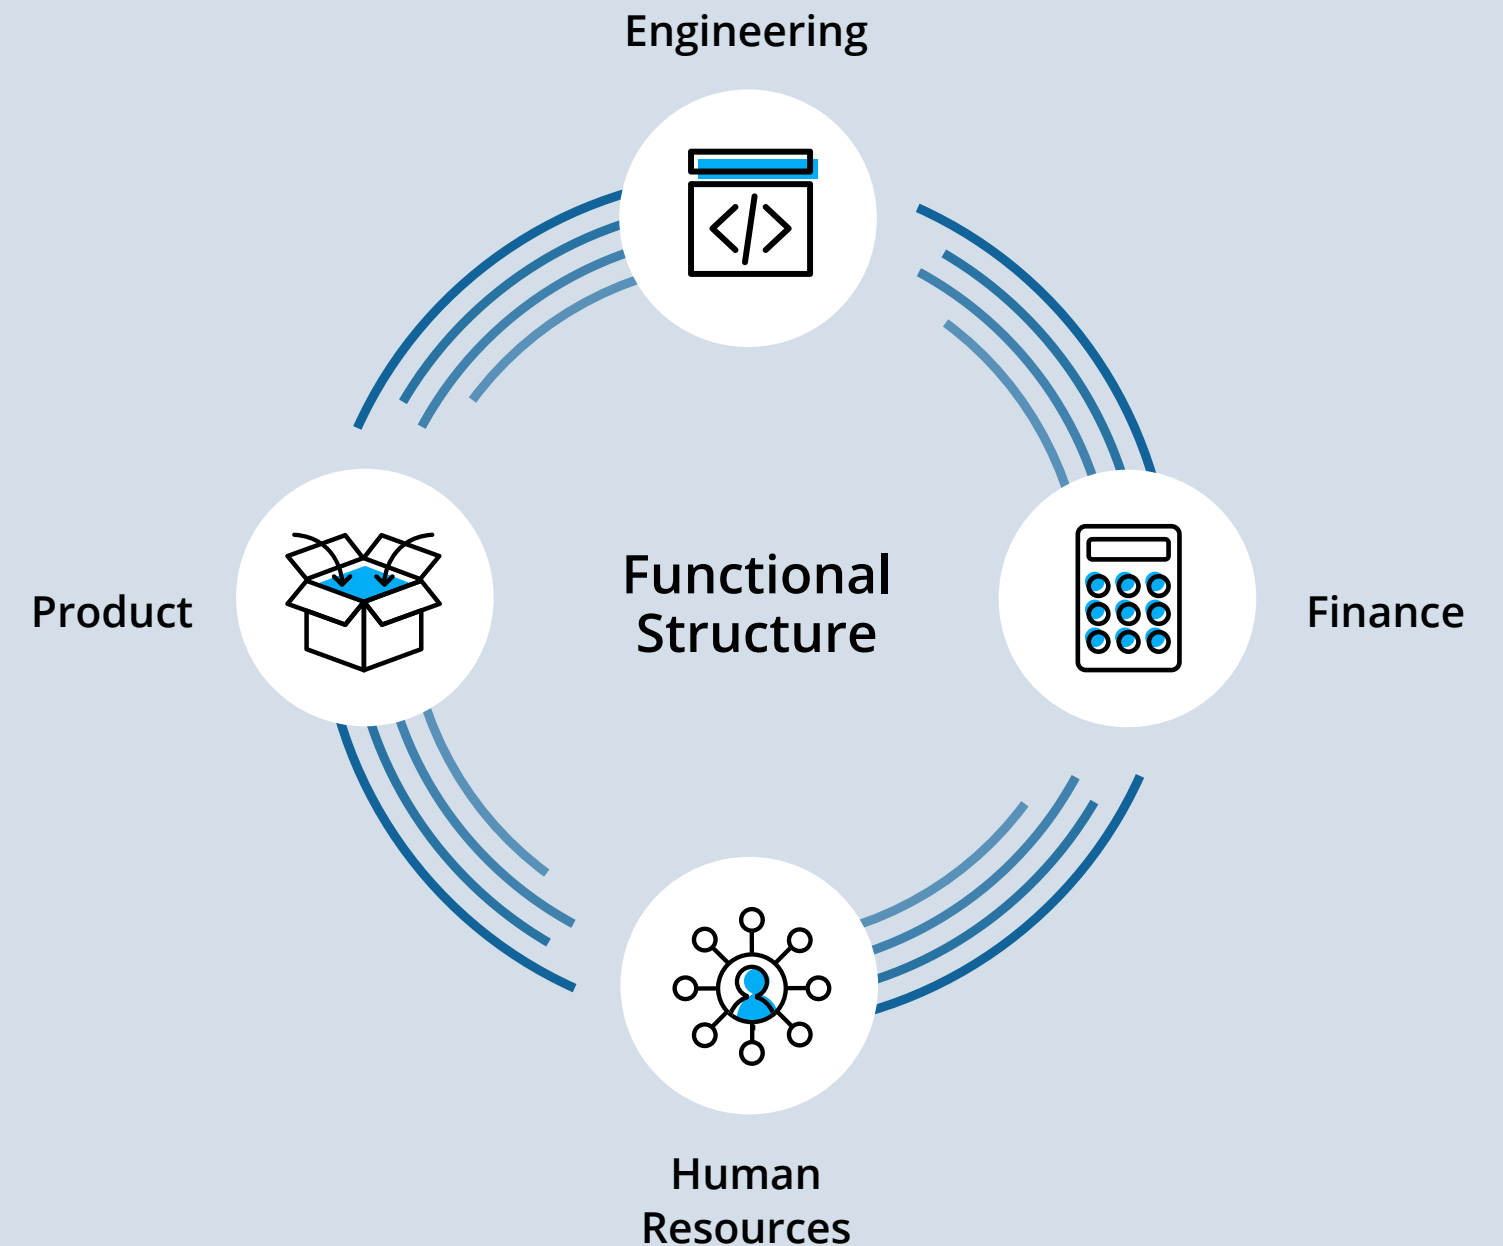 Engineering
Product
Functional
Structure
Finance
Human
Resources